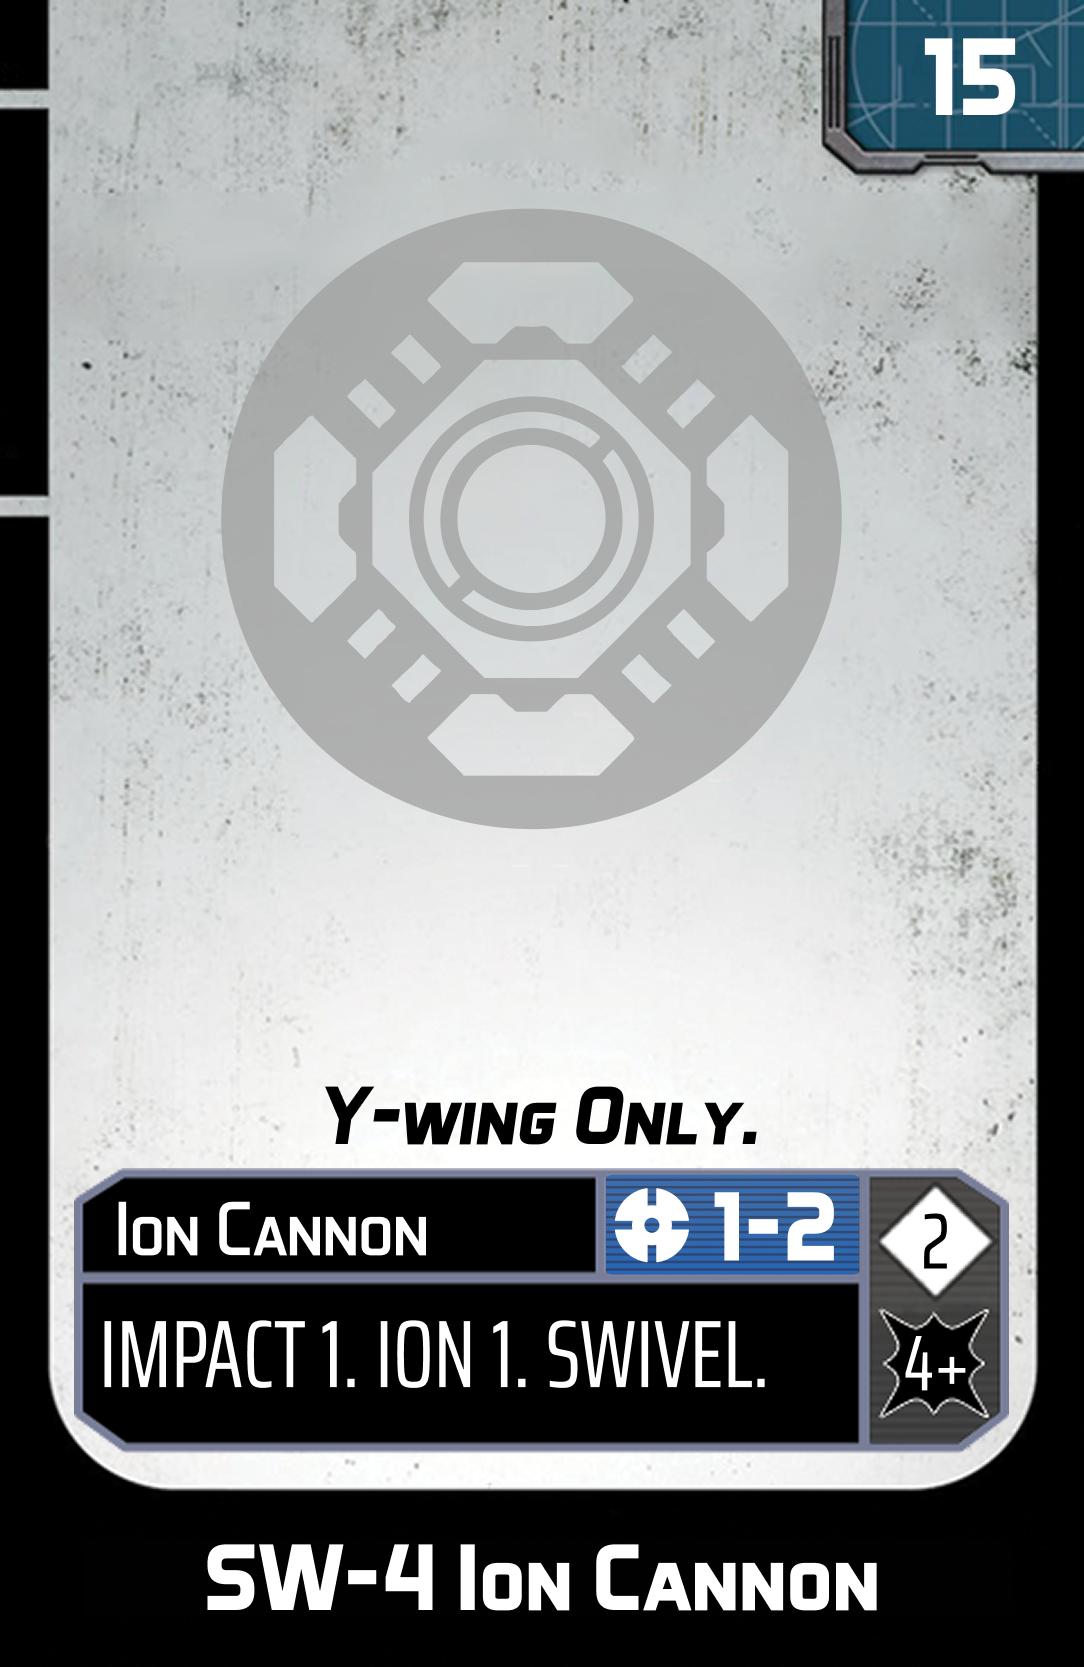 15
Y-wing Only.
Ion Cannon 1-2 2
IMPACT 1. ION 1. SWIVEL. 4+
SW-4 Ion Cannon